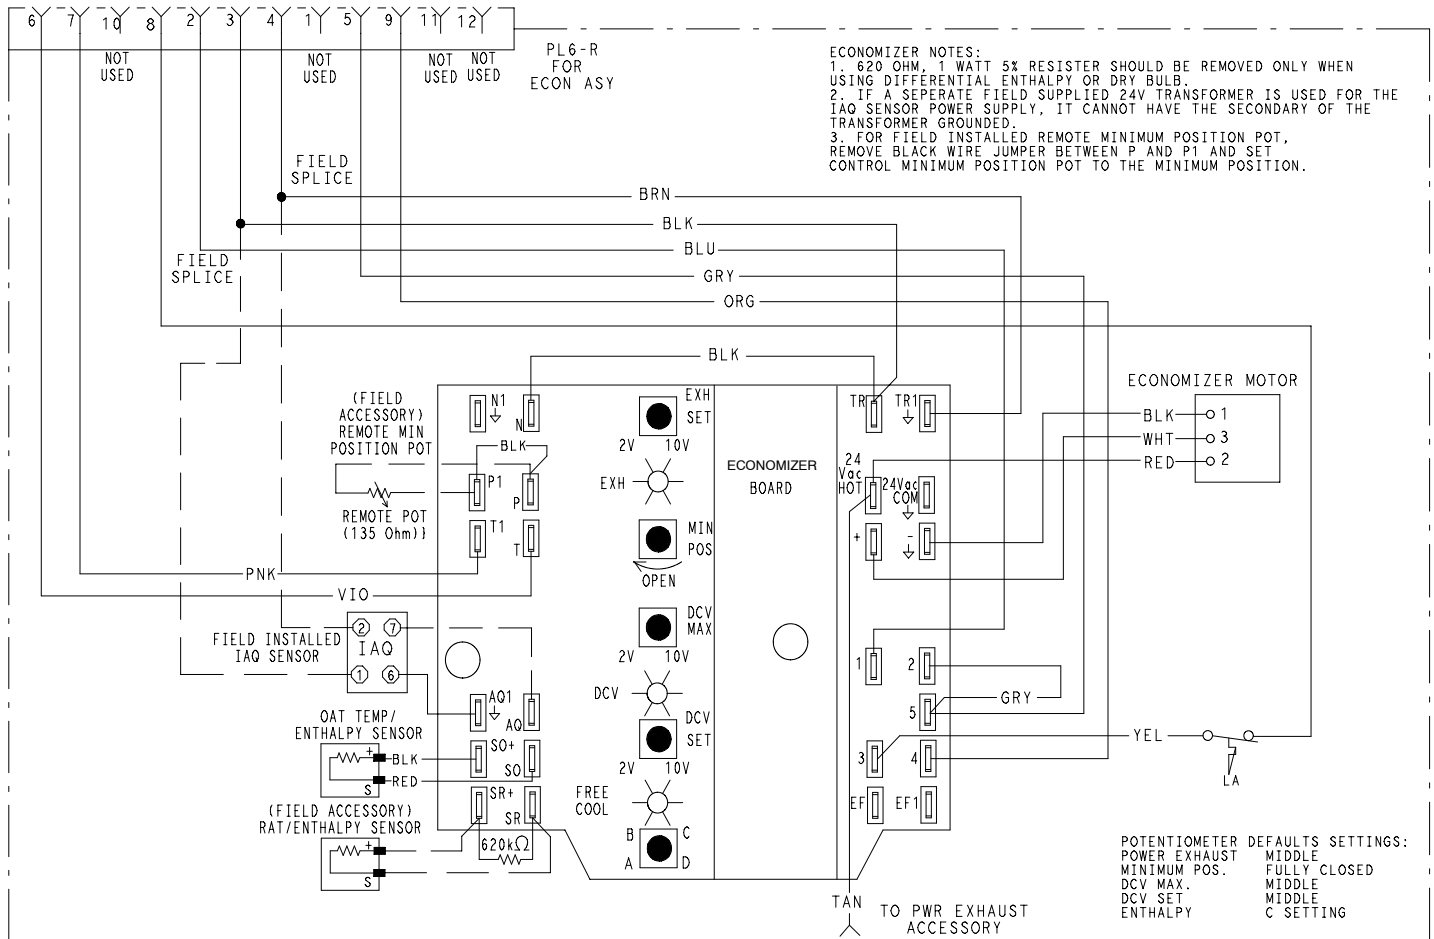 6 7 10 8 2 3 4 1 5 9 11 12
NOT
USED
NOT
USED
NOT
USED
NOT
USED
PL6-R
FOR
ECON ASY
ECONOMIZER NOTES:
1. 620 OHM, 1 WATT 5% RESISTER SHOULD BE REMOVED ONLY WHEN
USING DIFFERENTIAL ENTHALPY OR DRY BULB.
2. IF A SEPERATE FIELD SUPPLIED 24V TRANSFORMER IS USED FOR THE
IAQ SENSOR POWER SUPPLY, IT CANNOT HAVE THE SECONDARY OF THE
TRANSFORMER GROUNDED.
3. FOR FIELD INSTALLED REMOTE MINIMUM POSITION POT,
REMOVE BLACK WIRE JUMPER BETWEEN P AND P1 AND SET
CONTROL MINIMUM POSITION POT TO THE MINIMUM POSITION.
FIELD
SPLICE
BRN
BLK
BLU
FIELD
SPLICE
GRY
ORG
BLK
ECONOMIZER MOTOR
BLK 1
WHT 3
RED 2
(FIELD
ACCESSORY)
REMOTE MIN
POSITION POT
REMOTE POT
(135 Ohm)}
N1
N
BLK
P1
P
T1
T
PNK
VIO
EXH
SET
2V 10V
EXH
MIN
POS
OPEN
DCV
MAX
2V 10V
DCV
DCV
SET
2V 10V
FREE
COOL
B C
A D
ECONOMIZER
BOARD
TR
TR1
24
Vac
HOT
24Vac
COM
+
-
1
2
GRY
5
3
4
EF
EF1
YEL
LA
FIELD INSTALLED
IAQ SENSOR
2 7
IAQ
1 6
AQ1
AQ
OAT TEMP/
ENTHALPY SENSOR
+
S
BLK
RED
SO+
SO
(FIELD ACCESSORY)
RAT/ENTHALPY SENSOR
+
S
SR+
SR
620kΩ
TAN
TO PWR EXHAUST
ACCESSORY
POTENTIOMETER DEFAULTS SETTINGS:
POWER EXHAUST MIDDLE
MINIMUM POS. FULLY CLOSED
DCV MAX. MIDDLE
DCV SET MIDDLE
ENTHALPY C SETTING